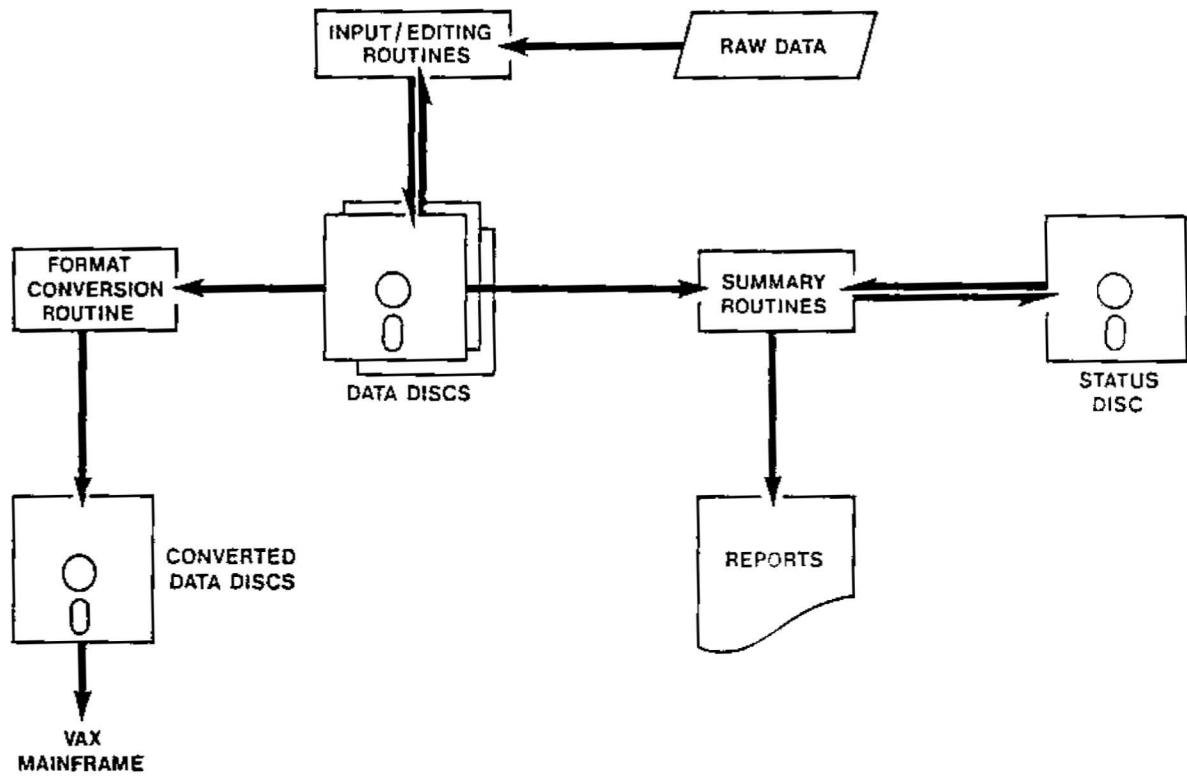 INPUT/EDITING
ROUTINES
RAW DATA
FORMAT
CONVERSION
ROUTINE
DATA DISCS
SUMMARY
ROUTINES
STATUS
DISC
CONVERTED
DATA DISCS
REPORTS
VAX
MAINFRAME